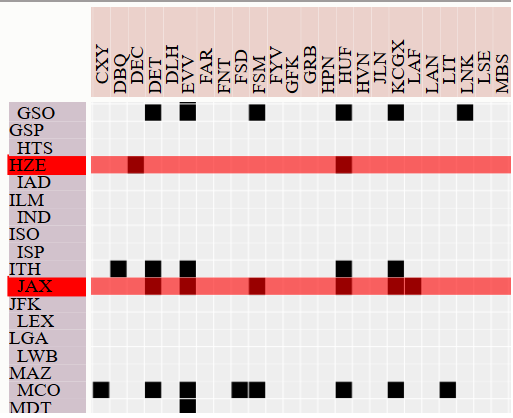 CXY
DBQ
DEC
DET
DLH
EVV
FAR
FNT
FSD
FSM
FYV
GFK
GRB
HPN
HUF
HVN
JLN
KCGX
LAF
LAN
LIT
LNK
LSE
MBS
GSO
GSP
HTS
HZE
IAD
ILM
IND
ISO
ISP
ITH
JAX
JFK
LEX
LGA
LWB
MAZ
MCO
MDT